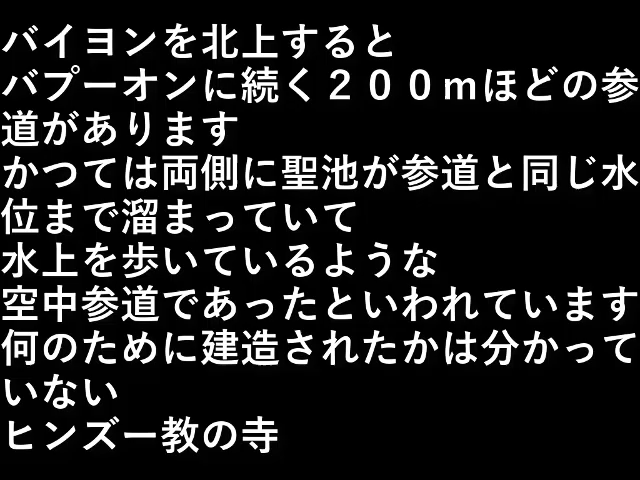 バイヨンを北上すると
バプーオンに続く２００ｍほどの参
道があります
かつては両側に聖池が参道と同じ水
位まで溜まっていて
水上を歩いているような
空中参道であったといわれています
何のために建造されたかは分かって
いない
ヒンズー教の寺